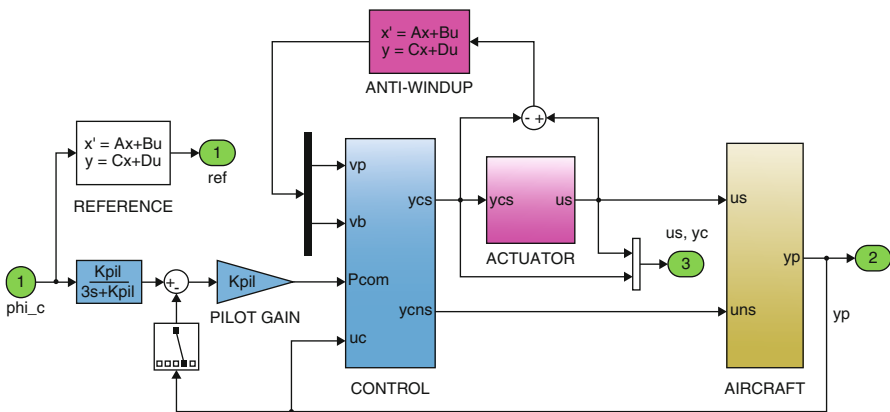 x' = Ax+Bu
y = Cx+Du
ANTI-WINDUP
- +
x' = Ax+Bu
y = Cx+Du
REFERENCE
1
ref
vp
vb
Pcom
uc
ycs
ycns
CONTROL
ycs
us
ACTUATOR
us, yc
3
us
uns
yp
AIRCRAFT
2
yp
1
phi_c
Kpil
3s+Kpil
+
-
Kpil
PILOT GAIN